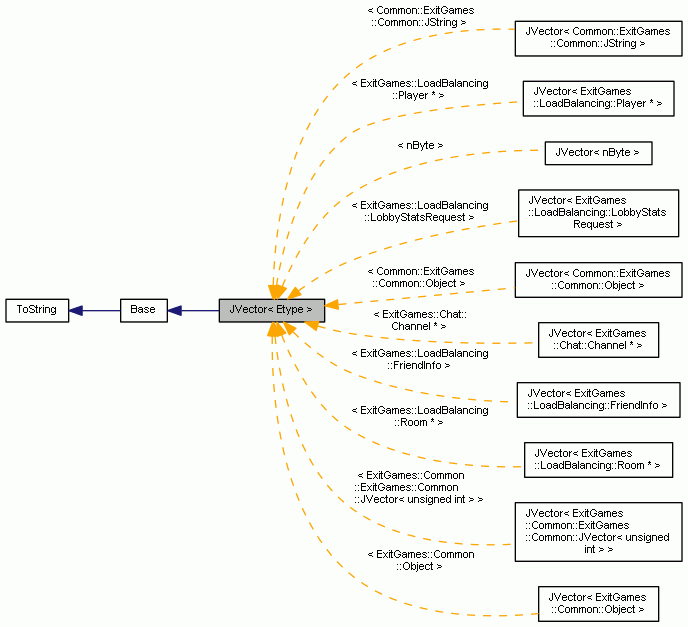 < Common::ExitGames
::Common::JString >
JVector< Common::ExitGames
::Common::JString >
< ExitGames::LoadBalancing
::Player * >
JVector< ExitGames
::LoadBalancing::Player * >
< nByte >
JVector< nByte >
< ExitGames::LoadBalancing
::LobbyStatsRequest >
JVector< ExitGames
::LoadBalancing::LobbyStats
Request >
< Common::ExitGames
::Common::Object >
JVector< Common::ExitGames
::Common::Object >
ToString
Base
JVector< Etype >
< ExitGames::Chat::
Channel * >
JVector< ExitGames
::Chat::Channel * >
< ExitGames::LoadBalancing
::FriendInfo >
JVector< ExitGames
::LoadBalancing::FriendInfo >
< ExitGames::LoadBalancing
::Room * >
JVector< ExitGames
::LoadBalancing::Room * >
< ExitGames::Common
::ExitGames::Common
::JVector< unsigned int > >
JVector< ExitGames
::Common::ExitGames
::Common::JVector< unsigned
int > >
< ExitGames::Common
::Object >
JVector< ExitGames
::Common::Object >